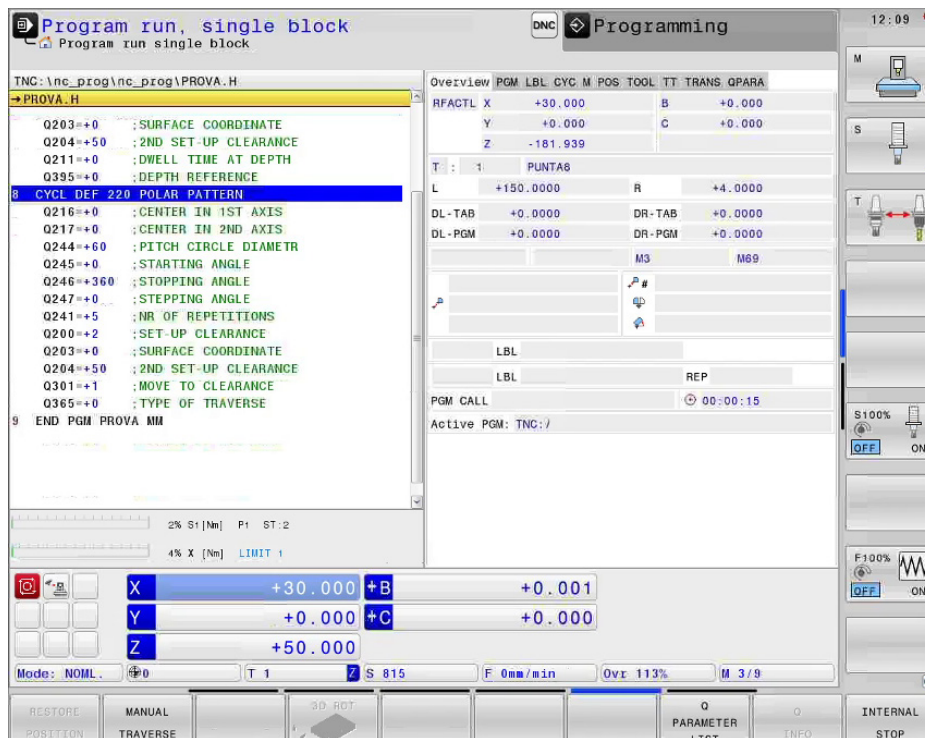 Program run, single block
DNC
Programming
12:09
Program run single block
TNC:\nc_prog\nc_prog\PROVA.H
→PROVA.H
Q203=+0 ;SURFACE COORDINATE
Q204=+50 ;2ND SET-UP CLEARANCE
Q211=+0 ;DWELL TIME AT DEPTH
Q395=+0 ;DEPTH REFERENCE
8 CYCL DEF 220 POLAR PATTERN
Q216=+0 ;CENTER IN 1ST AXIS
Q217=+0 ;CENTER IN 2ND AXIS
Q244=+60 ;PITCH CIRCLE DIAMETR
Q245=+0 ;STARTING ANGLE
Q246=+360 ;STOPPING ANGLE
Q247=+0 ;STEPPING ANGLE
Q241=+5 ;NR OF REPETITIONS
Q200=+2 ;SET-UP CLEARANCE
Q203=+0 ;SURFACE COORDINATE
Q204=+50 ;2ND SET-UP CLEARANCE
Q301=+1 ;MOVE TO CLEARANCE
Q365=+0 ;TYPE OF TRAVERSE
9 END PGM PROVA MM
2% S1[Nm] P1 ST:2
4% X [Nm] LIMIT 1
Overview PGM LBL CYC M POS TOOL TT TRANS QPARA
RFACTL X +30.000 B +0.000
Y +0.000 C +0.000
Z -181.939
T : 1 PUNTA8
L +150.0000 R +4.0000
DL-TAB +0.0000 DR-TAB +0.0000
DL-PGM +0.0000 DR-PGM +0.0000
M3 M69
#
LBL
LBL REP
PGM CALL 00:00:15
Active PGM: TNC:/
X +30.000 B +0.001
Y +0.000 C +0.000
Z +50.000
Mode: NOML. 0 T 1 Z S 815 F 0mm/min Ovr 113% M 3/9
RESTORE POSITION
MANUAL TRAVERSE
3D ROT
Q PARAMETER LIST
Q INFO
INTERNAL STOP
M
S
T
S100%
OFF ON
F100%
OFF ON